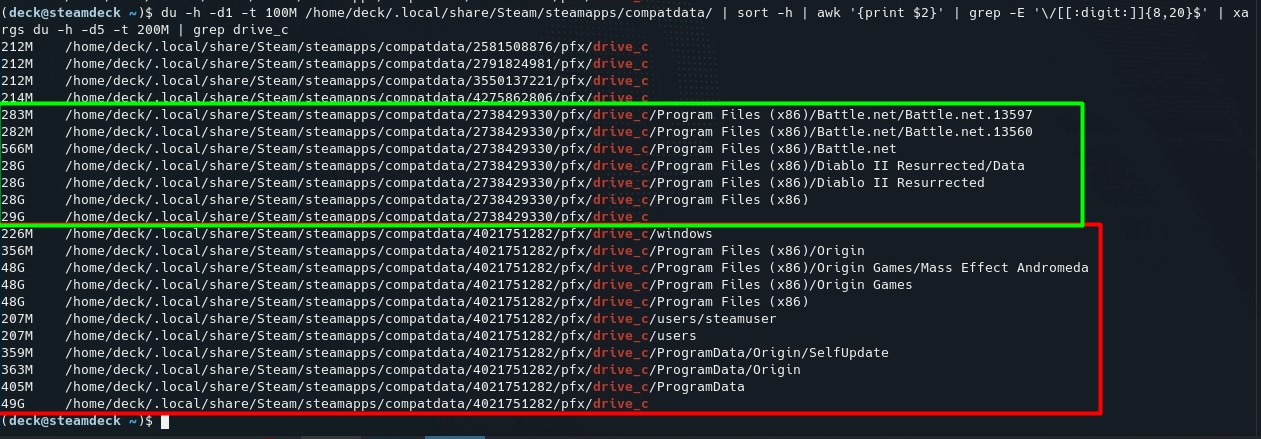 (deck@steamdeck ~)$ du -h -d1 -t 100M /home/deck/.local/share/Steam/steamapps/compatdata/ | sort -h | awk '{print $2}' | grep -E '\/[[:digit:]]{8,20}$' | xa
rgs du -h -d5 -t 200M | grep drive_c
212M    /home/deck/.local/share/Steam/steamapps/compatdata/2581508876/pfx/drive_c
212M    /home/deck/.local/share/Steam/steamapps/compatdata/2791824981/pfx/drive_c
212M    /home/deck/.local/share/Steam/steamapps/compatdata/3550137221/pfx/drive_c
214M    /home/deck/.local/share/Steam/steamapps/compatdata/4275862806/pfx/drive_c
283M    /home/deck/.local/share/Steam/steamapps/compatdata/2738429330/pfx/drive_c/Program Files (x86)/Battle.net/Battle.net.13597
282M    /home/deck/.local/share/Steam/steamapps/compatdata/2738429330/pfx/drive_c/Program Files (x86)/Battle.net/Battle.net.13560
566M    /home/deck/.local/share/Steam/steamapps/compatdata/2738429330/pfx/drive_c/Program Files (x86)/Battle.net
28G     /home/deck/.local/share/Steam/steamapps/compatdata/2738429330/pfx/drive_c/Program Files (x86)/Diablo II Resurrected/Data
28G     /home/deck/.local/share/Steam/steamapps/compatdata/2738429330/pfx/drive_c/Program Files (x86)/Diablo II Resurrected
28G     /home/deck/.local/share/Steam/steamapps/compatdata/2738429330/pfx/drive_c/Program Files (x86)
29G     /home/deck/.local/share/Steam/steamapps/compatdata/2738429330/pfx/drive_c
226M    /home/deck/.local/share/Steam/steamapps/compatdata/4021751282/pfx/drive_c/windows
356M    /home/deck/.local/share/Steam/steamapps/compatdata/4021751282/pfx/drive_c/Program Files (x86)/Origin
48G     /home/deck/.local/share/Steam/steamapps/compatdata/4021751282/pfx/drive_c/Program Files (x86)/Origin Games/Mass Effect Andromeda
48G     /home/deck/.local/share/Steam/steamapps/compatdata/4021751282/pfx/drive_c/Program Files (x86)/Origin Games
48G     /home/deck/.local/share/Steam/steamapps/compatdata/4021751282/pfx/drive_c/Program Files (x86)
207M    /home/deck/.local/share/Steam/steamapps/compatdata/4021751282/pfx/drive_c/users/steamuser
207M    /home/deck/.local/share/Steam/steamapps/compatdata/4021751282/pfx/drive_c/users
359M    /home/deck/.local/share/Steam/steamapps/compatdata/4021751282/pfx/drive_c/ProgramData/Origin/SelfUpdate
363M    /home/deck/.local/share/Steam/steamapps/compatdata/4021751282/pfx/drive_c/ProgramData/Origin
405M    /home/deck/.local/share/Steam/steamapps/compatdata/4021751282/pfx/drive_c/ProgramData
49G     /home/deck/.local/share/Steam/steamapps/compatdata/4021751282/pfx/drive_c
(deck@steamdeck ~)$